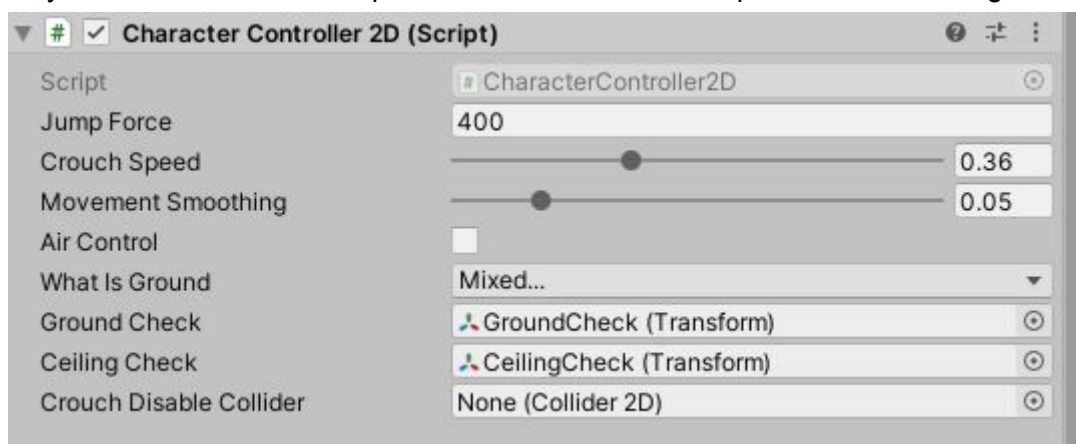 # Character Controller 2D (Script)
Script # CharacterController2D
Jump Force 400
Crouch Speed 0.36
Movement Smoothing 0.05
Air Control
What Is Ground Mixed...
Ground Check GroundCheck (Transform)
Ceiling Check CeilingCheck (Transform)
Crouch Disable Collider None (Collider 2D)